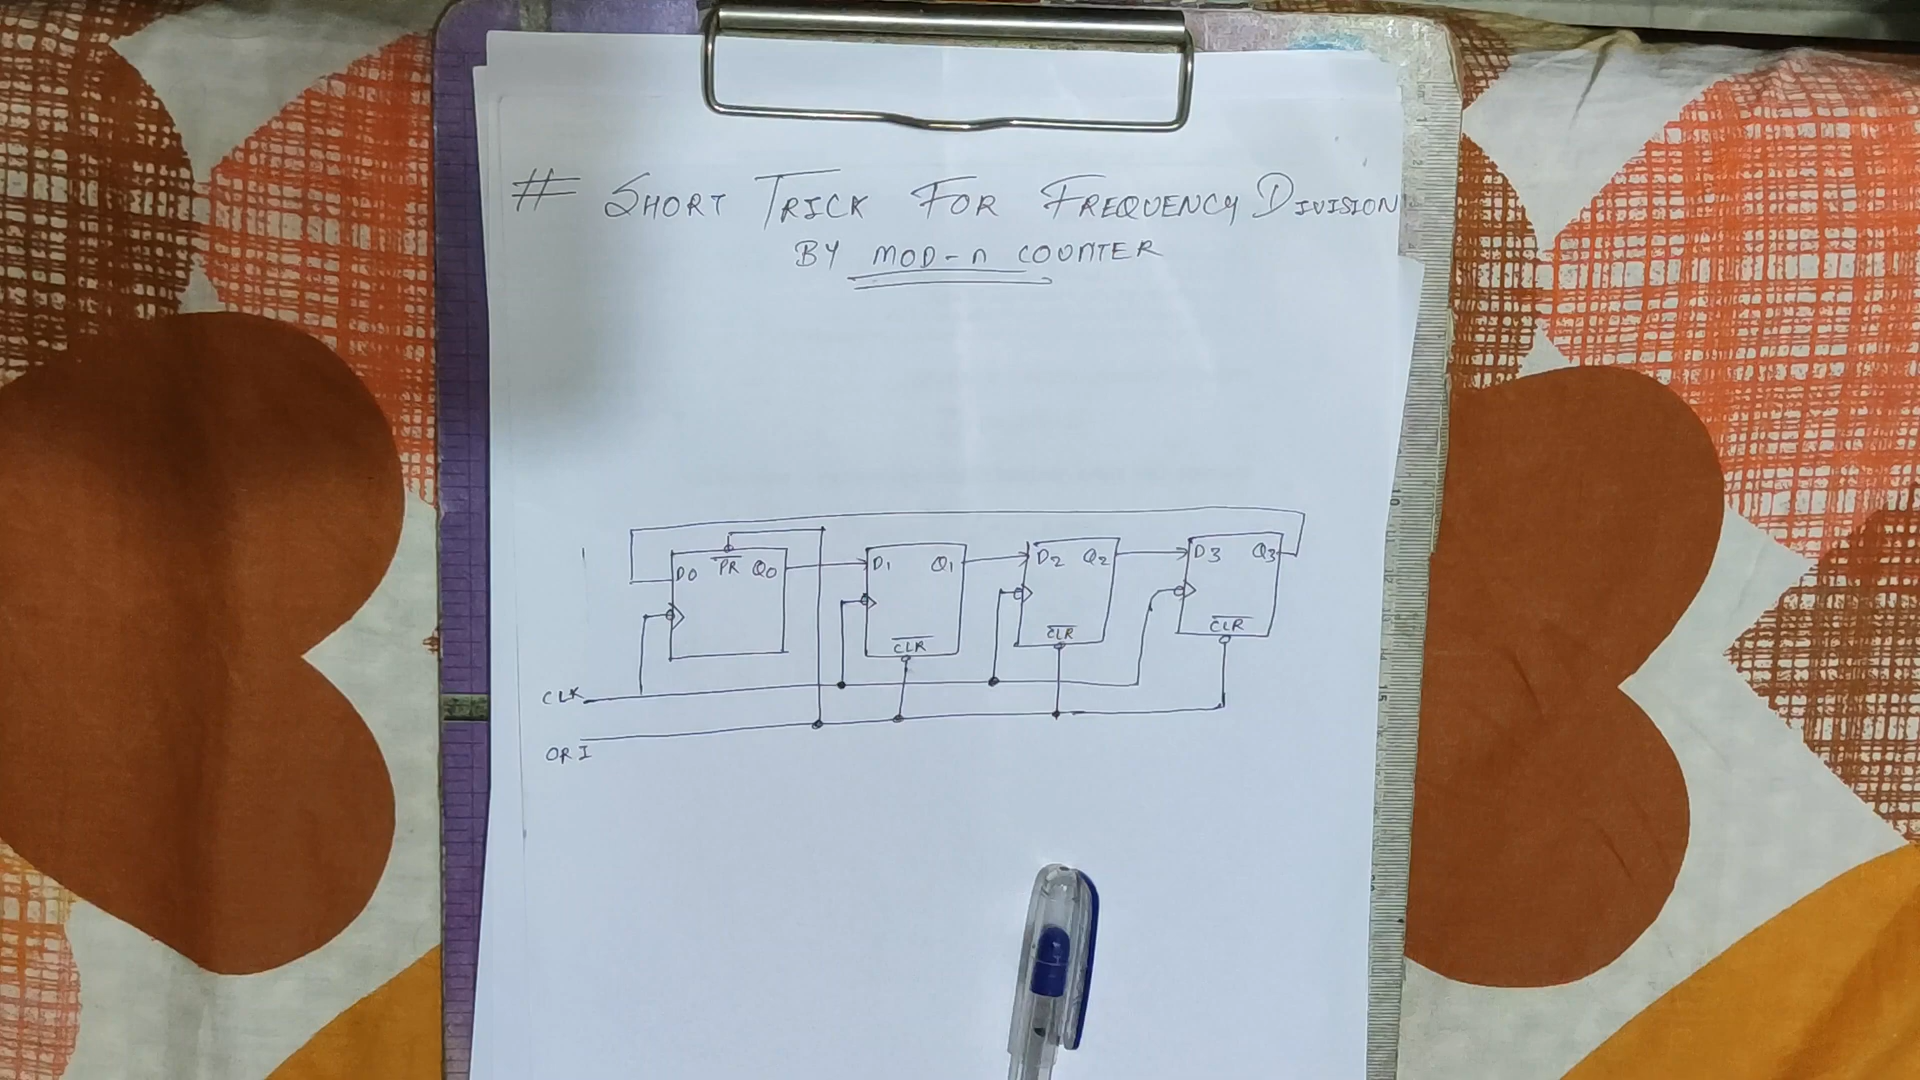 # SHORT TRICK FOR FREQUENCY DIVISION
BY MOD-n COUNTER
D0 PR Q0 D1 Q1 D2 Q2 D3 Q3
CLR CLR CLR
CLK
ORI